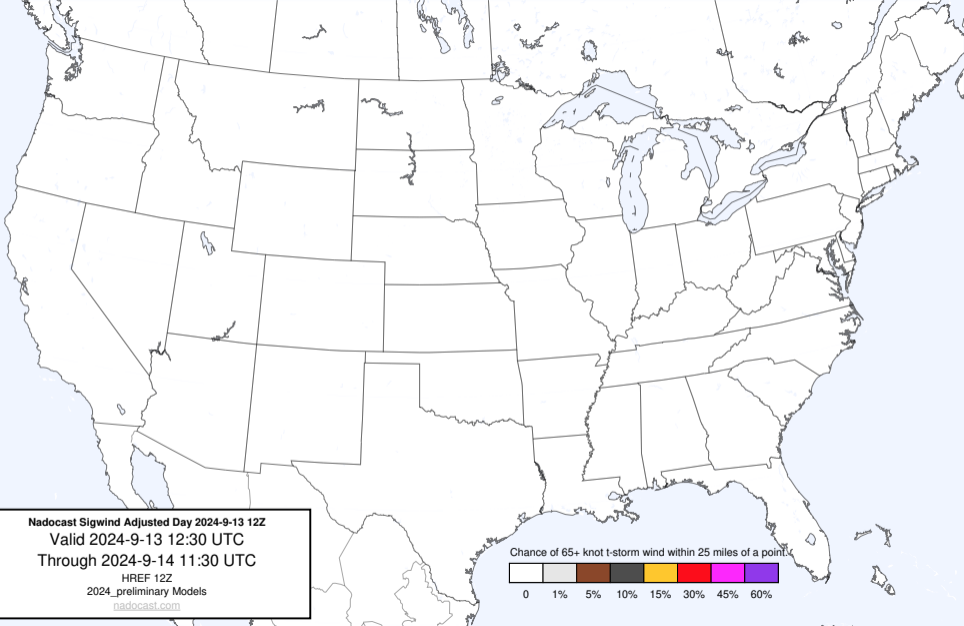 Nadocast Sigwind Adjusted Day 2024-9-13 12Z
Valid 2024-9-13 12:30 UTC
Through 2024-9-14 11:30 UTC
HREF 12Z
2024_preliminary Models
nadocast.com
Chance of 65+ knot t-storm wind within 25 miles of a point.
0 1% 5% 10% 15% 30% 45% 60%